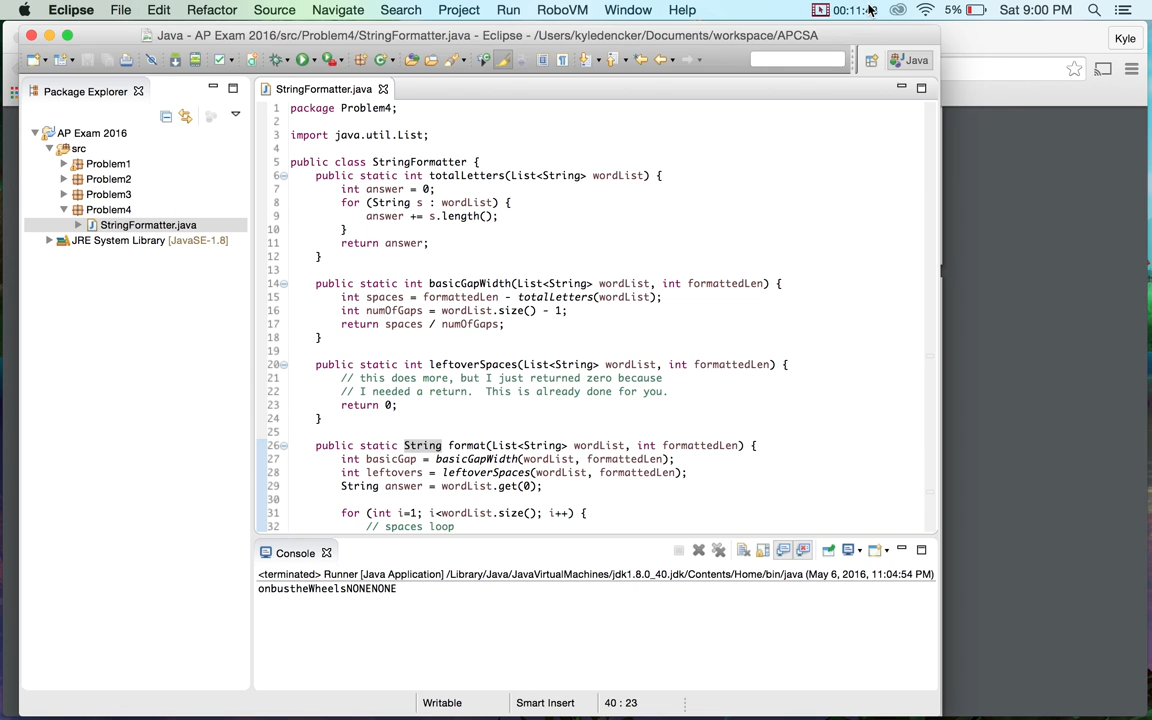 Eclipse File Edit Refactor Source Navigate Search Project Run RoboVM Window Help 5% Sat 9:00 PM
Java - AP Exam 2016/src/Problem4/StringFormatter.java - Eclipse - /Users/kyledencker/Documents/workspace/APCSA
Kyle
Java
Package Explorer
StringFormatter.java
AP Exam 2016
src
Problem1
Problem2
Problem3
Problem4
StringFormatter.java
JRE System Library [JavaSE-1.8]
1 package Problem4;
2
3 import java.util.List;
4
5 public class StringFormatter {
6 public static int totalLetters(List<String> wordList) {
7 int answer = 0;
8 for (String s : wordList) {
9 answer += s.length();
10 }
11 return answer;
12 }
13
14 public static int basicGapWidth(List<String> wordList, int formattedLen) {
15 int spaces = formattedLen - totalLetters(wordList);
16 int numOfGaps = wordList.size() - 1;
17 return spaces / numOfGaps;
18 }
19
20 public static int leftoverSpaces(List<String> wordList, int formattedLen) {
21 // this does more, but I just returned zero because
22 // I needed a return. This is already done for you.
23 return 0;
24 }
25
26 public static String format(List<String> wordList, int formattedLen) {
27 int basicGap = basicGapWidth(wordList, formattedLen);
28 int leftovers = leftoverSpaces(wordList, formattedLen);
29 String answer = wordList.get(0);
30
31 for (int i=1; i<wordList.size(); i++) {
32 // spaces loop
Console
<terminated> Runner [Java Application] /Library/Java/JavaVirtualMachines/jdk1.8.0_40.jdk/Contents/Home/bin/java (May 6, 2016, 11:04:54 PM)
onbustheWheelsNONENONE
Writable Smart Insert 40 : 23